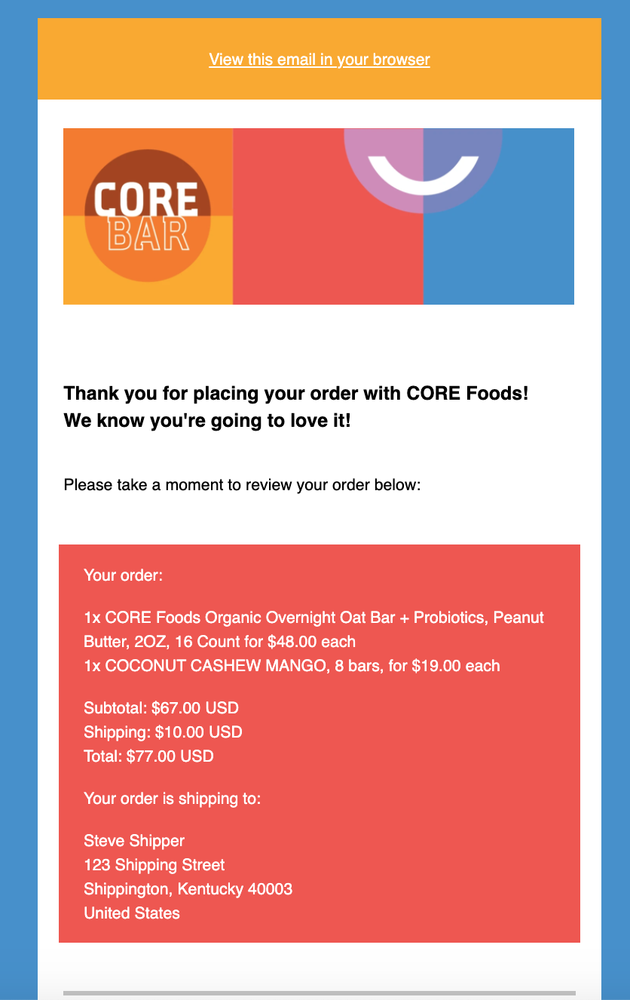 View this email in your browser
CORE
BAR
Thank you for placing your order with CORE Foods!
We know you're going to love it!
Please take a moment to review your order below:
Your order:
1x CORE Foods Organic Overnight Oat Bar + Probiotics, Peanut
Butter, 2OZ, 16 Count for $48.00 each
1x COCONUT CASHEW MANGO, 8 bars, for $19.00 each
Subtotal: $67.00 USD
Shipping: $10.00 USD
Total: $77.00 USD
Your order is shipping to:
Steve Shipper
123 Shipping Street
Shippington, Kentucky 40003
United States